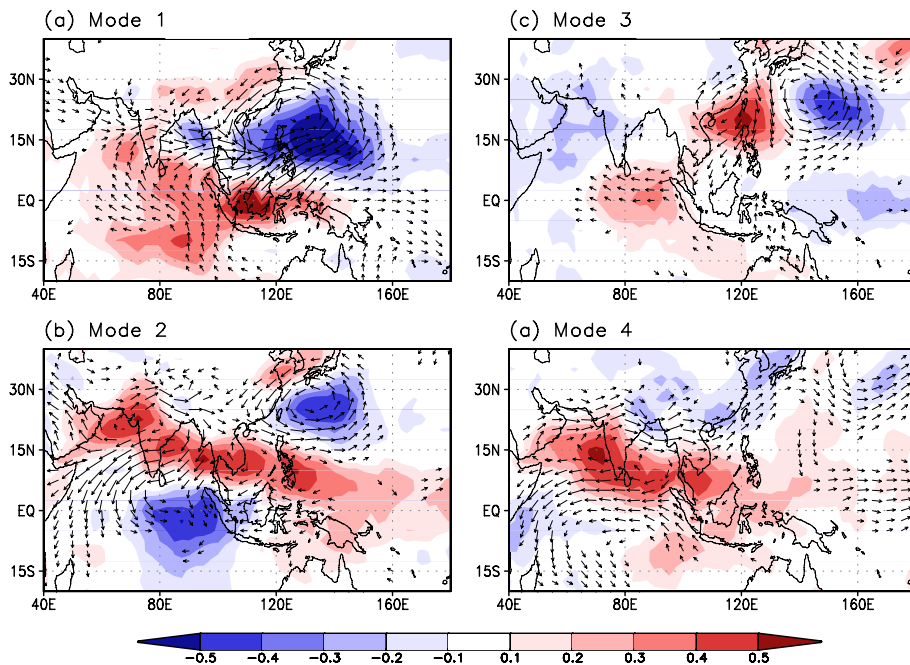 (a) Mode 1
30N
15N
EQ
15S
40E
80E
120E
160E
(c) Mode 3
30N
15N
EQ
15S
40E
80E
120E
160E
(b) Mode 2
30N
15N
EQ
15S
40E
80E
120E
160E
(a) Mode 4
30N
15N
EQ
15S
40E
80E
120E
160E
-0.5 -0.4 -0.3 -0.2 -0.1 0.1 0.2 0.3 0.4 0.5